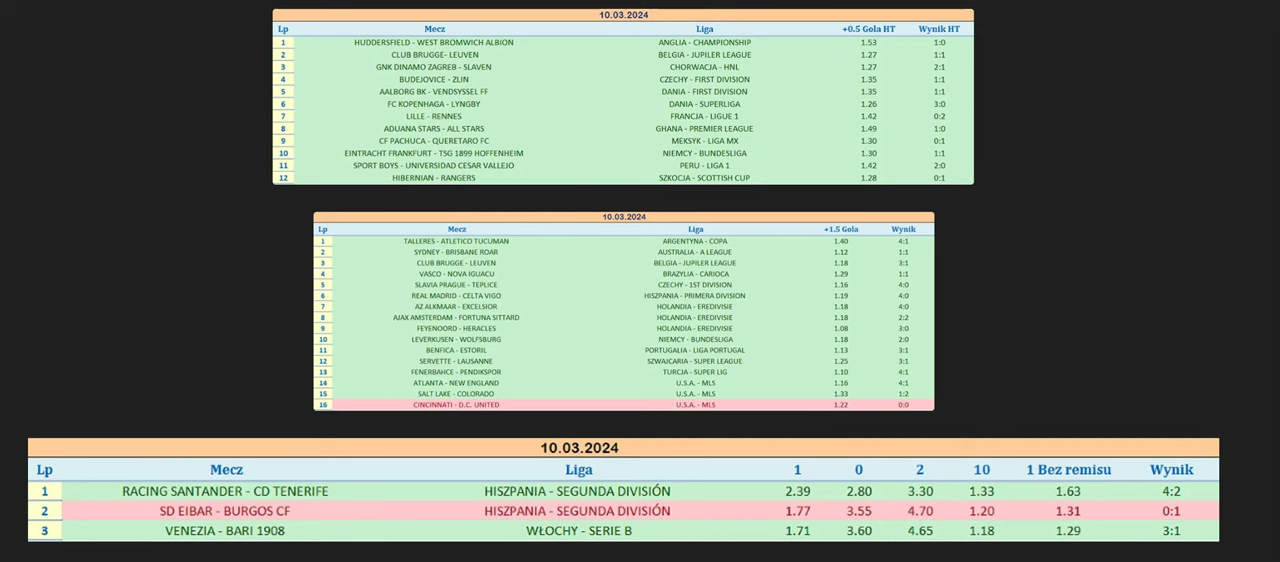 10.03.2024
Lp Mecz Liga +0.5 Gola HT Wynik HT
1 HUDDERSFIELD - WEST BROMWICH ALBION ANGLIA - CHAMPIONSHIP 1.53 1:0
2 CLUB BRUGGE- LEUVEN BELGIA - JUPILER LEAGUE 1.27 1:1
3 GNK DINAMO ZAGREB - SLAVEN CHORWACJA - HNL 1.27 2:1
4 BUDEJOVICE - ZLIN CZECHY - FIRST DIVISION 1.35 1:1
5 AALBORG BK - VENDSYSSEL FF DANIA - FIRST DIVISION 1.35 1:1
6 FC KOPENHAGA - LYNGBY DANIA - SUPERLIGA 1.26 3:0
7 LILLE - RENNES FRANCJA - LIGUE 1 1.42 0:2
8 ADUANA STARS - ALL STARS GHANA - PREMIER LEAGUE 1.49 1:0
9 CF PACHUCA - QUERETARO FC MEKSYK - LIGA MX 1.30 0:1
10 EINTRACHT FRANKFURT - TSG 1899 HOFFENHEIM NIEMCY - BUNDESLIGA 1.30 1:1
11 SPORT BOYS - UNIVERSIDAD CESAR VALLEJO PERU - LIGA 1 1.42 2:0
12 HIBERNIAN - RANGERS SZKOCJA - SCOTTISH CUP 1.28 0:1
10.03.2024
Lp Mecz Liga +1.5 Gola Wynik
1 TALLERES - ATLETICO TUCUMAN ARGENTYNA - COPA 1.40 4:1
2 SYDNEY - BRISBANE ROAR AUSTRALIA - A LEAGUE 1.12 1:1
3 CLUB BRUGGE - LEUVEN BELGIA - JUPILER LEAGUE 1.18 3:1
4 VASCO - NOVA IGUACU BRAZYLIA - CARIOCA 1.29 1:1
5 SLAVIA PRAGUE - TEPLICE CZECHY - 1ST DIVISION 1.16 4:0
6 REAL MADRID - CELTA VIGO HISZPANIA - PRIMERA DIVISION 1.19 4:0
7 AZ ALKMAAR - EXCELSIOR HOLANDIA - EREDIVISIE 1.18 4:0
8 AJAX AMSTERDAM - FORTUNA SITTARD HOLANDIA - EREDIVISIE 1.18 2:2
9 FEYENOORD - HERACLES HOLANDIA - EREDIVISIE 1.08 3:0
10 LEVERKUSEN - WOLFSBURG NIEMCY - BUNDESLIGA 1.18 2:0
11 BENFICA - ESTORIL PORTUGALIA - LIGA PORTUGAL 1.13 3:1
12 SERVETTE - LAUSANNE SZWAJCARIA - SUPER LEAGUE 1.25 3:1
13 FENERBAHCE - PENDIKSPOR TURCJA - SUPER LIG 1.10 4:1
14 ATLANTA - NEW ENGLAND U.S.A. - MLS 1.16 4:1
15 SALT LAKE - COLORADO U.S.A. - MLS 1.33 1:2
16 CINCINNATI - D.C. UNITED U.S.A. - MLS 1.22 0:0
10.03.2024
Lp Mecz Liga 1 0 2 10 1 Bez remisu Wynik
1 RACING SANTANDER - CD TENERIFE HISZPANIA - SEGUNDA DIVISIÓN 2.39 2.80 3.30 1.33 1.63 4:2
2 SD EIBAR - BURGOS CF HISZPANIA - SEGUNDA DIVISIÓN 1.77 3.55 4.70 1.20 1.31 0:1
3 VENEZIA - BARI 1908 WŁOCHY - SERIE B 1.71 3.60 4.65 1.18 1.29 3:1